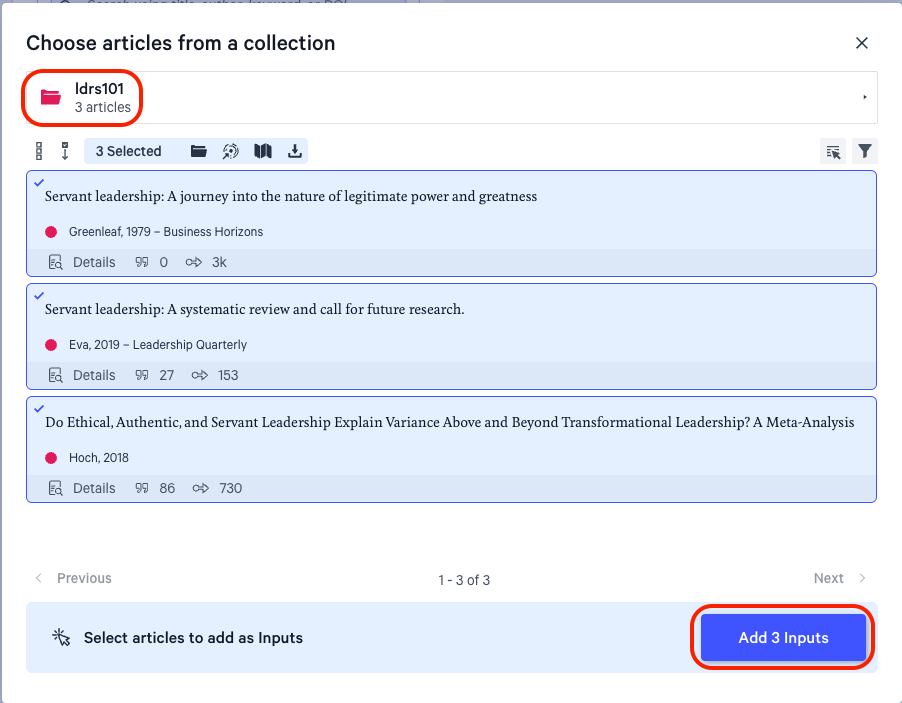 Choose articles from a collection
ldrs101
3 articles
3 Selected
Servant leadership: A journey into the nature of legitimate power and greatness
Greenleaf, 1979 – Business Horizons
Details 0 3k
Servant leadership: A systematic review and call for future research.
Eva, 2019 – Leadership Quarterly
Details 27 153
Do Ethical, Authentic, and Servant Leadership Explain Variance Above and Beyond Transformational Leadership? A Meta-Analysis
Hoch, 2018
Details 86 730
Previous 1 - 3 of 3 Next
Select articles to add as Inputs Add 3 Inputs